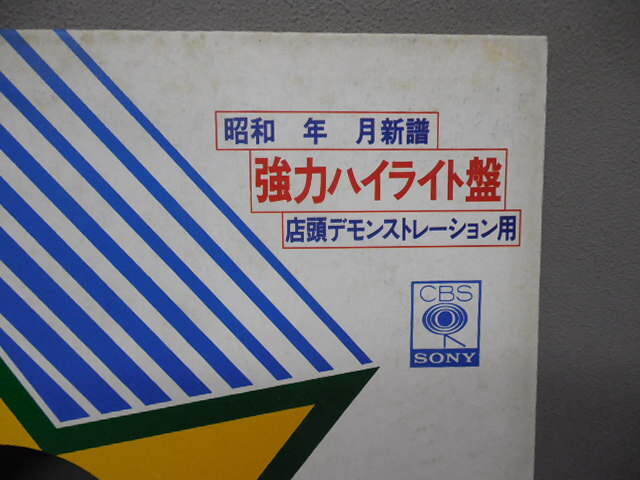 昭和　年　月新譜
強力ハイライト盤
店頭デモンストレーション用
CBS
SONY